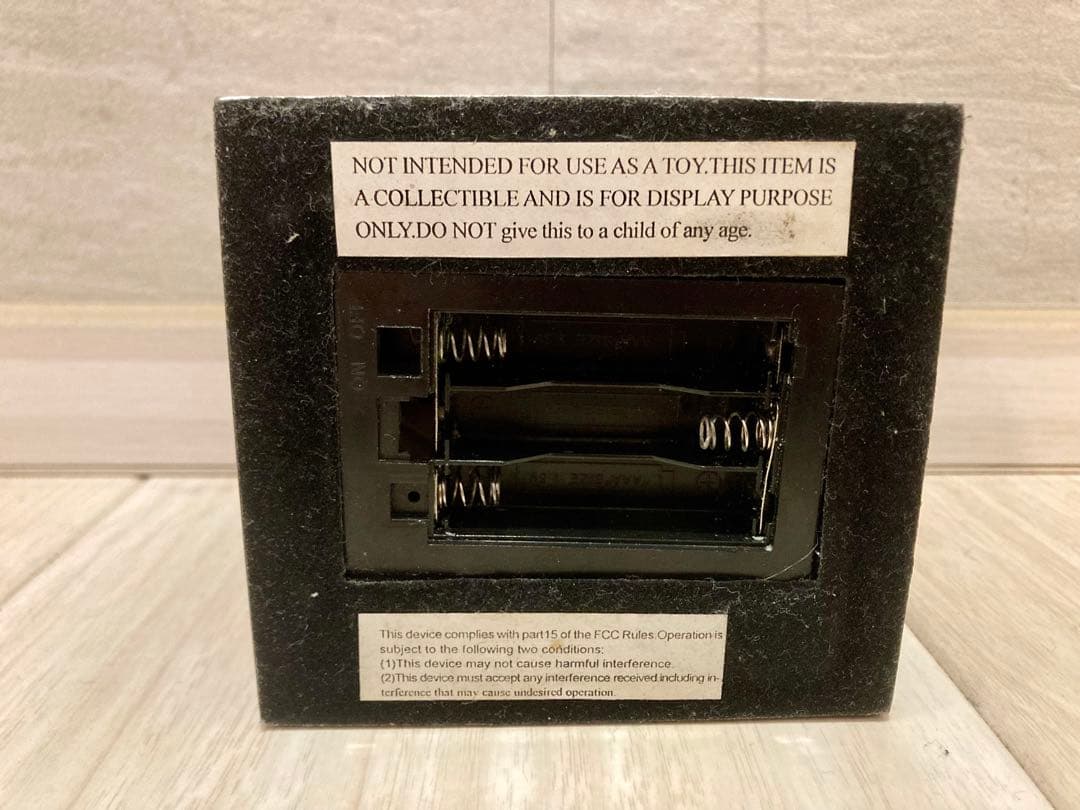 NOT INTENDED FOR USE AS A TOY.THIS ITEM IS
A COLLECTIBLE AND IS FOR DISPLAY PURPOSE
ONLY.DO NOT give this to a child of any age.
ON OFF
This device complies with part15 of the FCC Rules.Operation is
subject to the following two conditions:
(1)This device may not cause harmful interference.
(2)This device must accept any interference received.including in-
terference that may cause undesired operation.